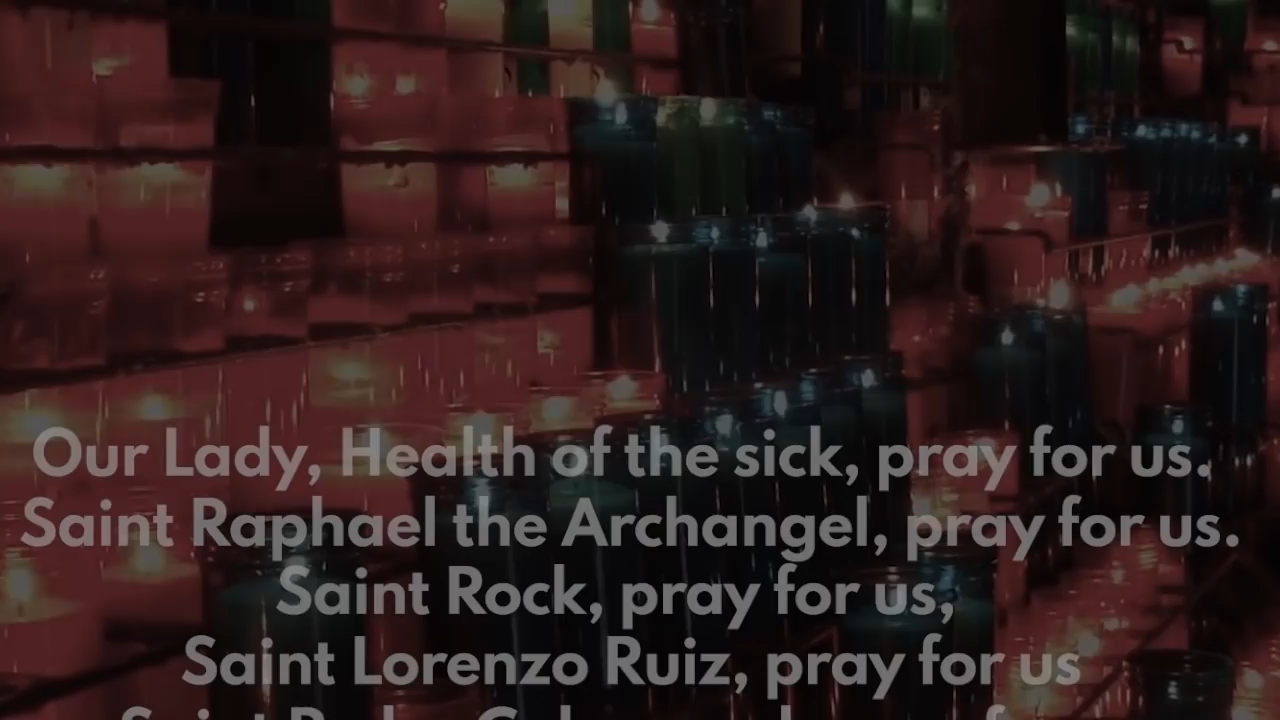 Our Lady, Health of the sick, pray for us.
Saint Raphael the Archangel, pray for us.
Saint Rock, pray for us,
Saint Lorenzo Ruiz, pray for us
Saint